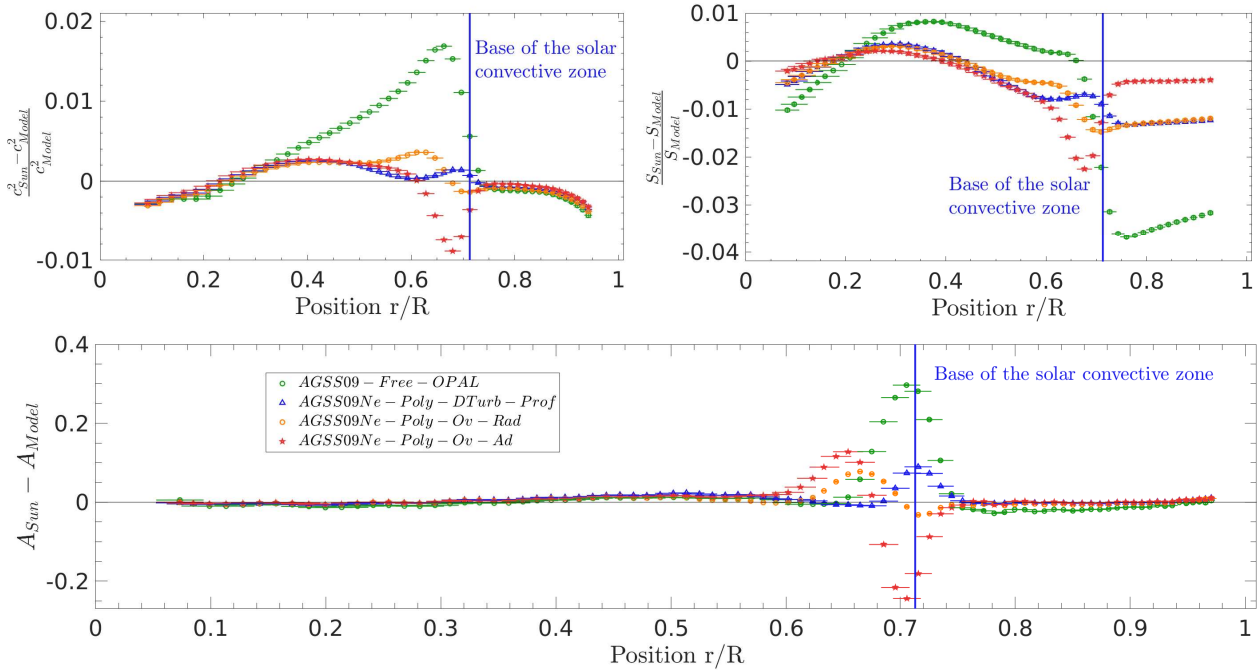 0.02
0.01
0
-0.01
0
0.2
0.4
0.6
0.8
1
Base of the solar
convective zone
\frac{c^2_{Sun}-c^2_{Model}}{c^2_{Model}}
Position r/R
0.01
0
-0.01
-0.02
-0.03
-0.04
0
0.2
0.4
0.6
0.8
1
Base of the solar
convective zone
\frac{S_{Sun}-S_{Model}}{S_{Model}}
Position r/R
0.4
0.2
0
-0.2
A_{Sun} − A_{Model}
AGSS09 − Free − OPAL
AGSS09Ne − Poly − DTurb − Prof
AGSS09Ne − Poly − Ov − Rad
AGSS09Ne − Poly − Ov − Ad
Base of the solar convective zone
0
0.1
0.2
0.3
0.4
0.5
0.6
0.7
0.8
0.9
1
Position r/R